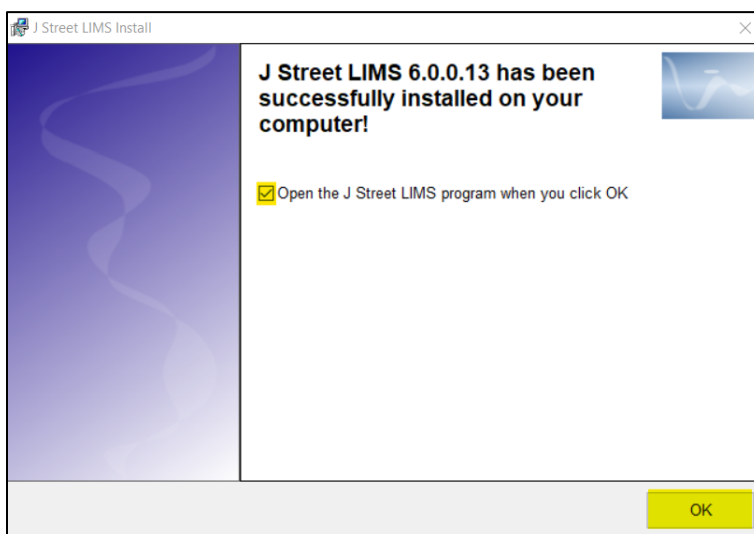 J Street LIMS Install
J Street LIMS 6.0.0.13 has been
successfully installed on your
computer!
Open the J Street LIMS program when you click OK
OK